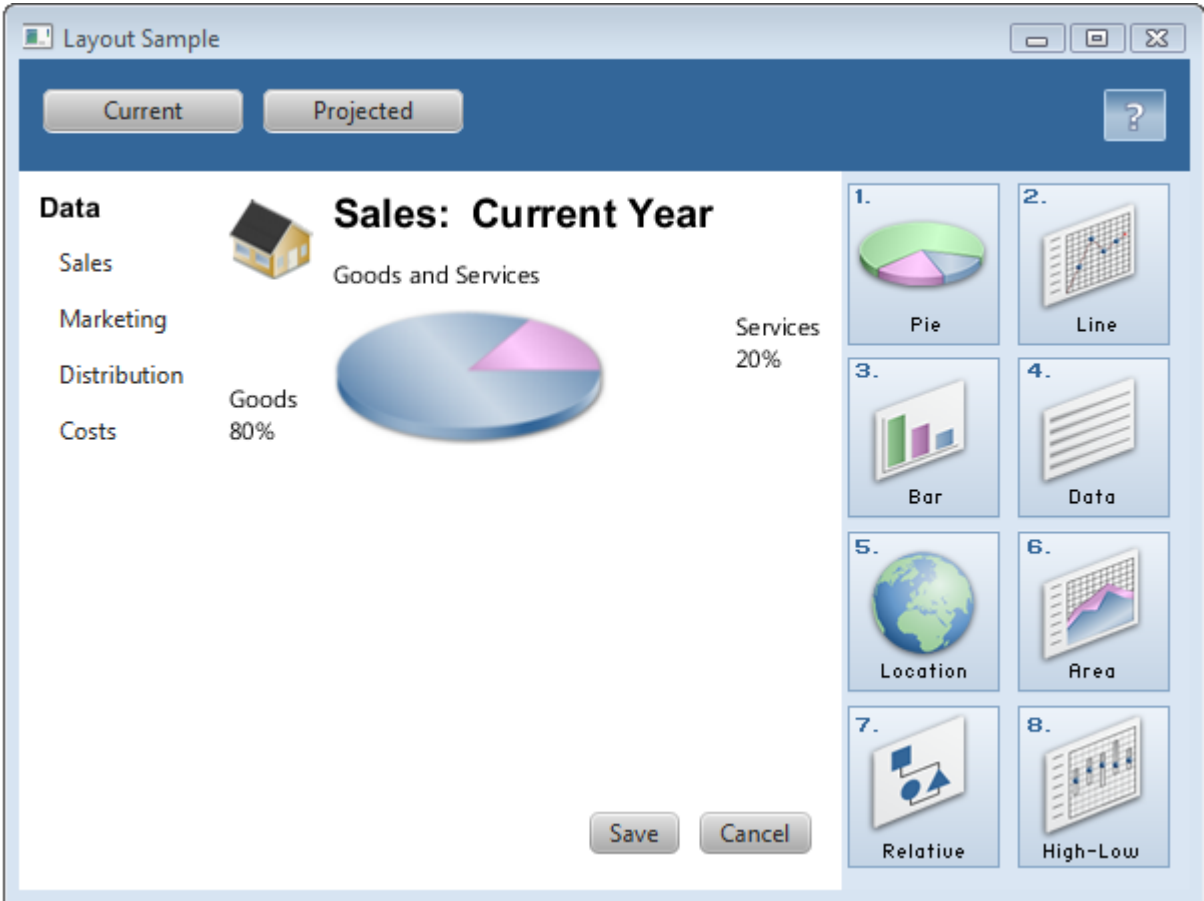 Layout Sample
Current Projected ?
Data
Sales
Marketing
Distribution
Costs
Sales: Current Year
Goods and Services
Services
20%
Goods
80%
Save Cancel
1. Pie
2. Line
3. Bar
4. Data
5. Location
6. Area
7. Relative
8. High-Low